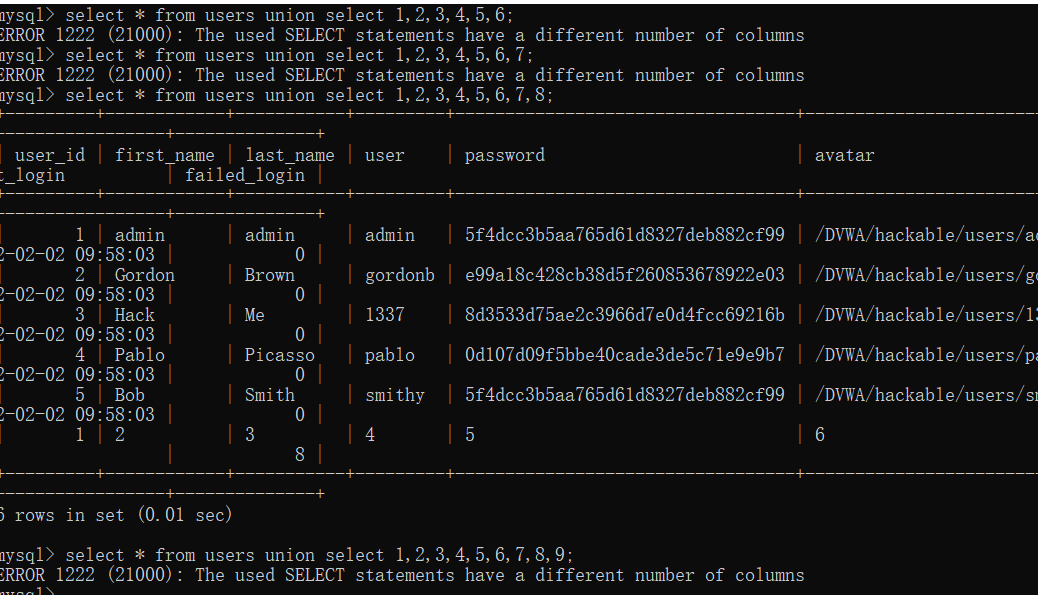 mysql> select * from users union select 1,2,3,4,5,6;
ERROR 1222 (21000): The used SELECT statements have a different number of columns
mysql> select * from users union select 1,2,3,4,5,6,7;
ERROR 1222 (21000): The used SELECT statements have a different number of columns
mysql> select * from users union select 1,2,3,4,5,6,7,8;
+---------+------------+-----------+---------+----------------------------------+-----------------------
-----------------+--------------+
| user_id | first_name | last_name | user    | password                         | avatar
t_login          | failed_login |
+---------+------------+-----------+---------+----------------------------------+-----------------------
-----------------+--------------+
|       1 | admin      | admin     | admin   | 5f4dcc3b5aa765d61d8327deb882cf99 | /DVWA/hackable/users/ad
2-02-02 09:58:03 |            0 |
|       2 | Gordon     | Brown     | gordonb | e99a18c428cb38d5f260853678922e03 | /DVWA/hackable/users/go
2-02-02 09:58:03 |            0 |
|       3 | Hack       | Me        | 1337    | 8d3533d75ae2c3966d7e0d4fcc69216b | /DVWA/hackable/users/13
2-02-02 09:58:03 |            0 |
|       4 | Pablo      | Picasso   | pablo   | 0d107d09f5bbe40cade3de5c71e9e9b7 | /DVWA/hackable/users/pa
2-02-02 09:58:03 |            0 |
|       5 | Bob        | Smith     | smithy  | 5f4dcc3b5aa765d61d8327deb882cf99 | /DVWA/hackable/users/sm
2-02-02 09:58:03 |            0 |
|       1 | 2          | 3         | 4       | 5                                | 6
                 |            8 |
+---------+------------+-----------+---------+----------------------------------+-----------------------
-----------------+--------------+
6 rows in set (0.01 sec)
mysql> select * from users union select 1,2,3,4,5,6,7,8,9;
ERROR 1222 (21000): The used SELECT statements have a different number of columns
mysql>